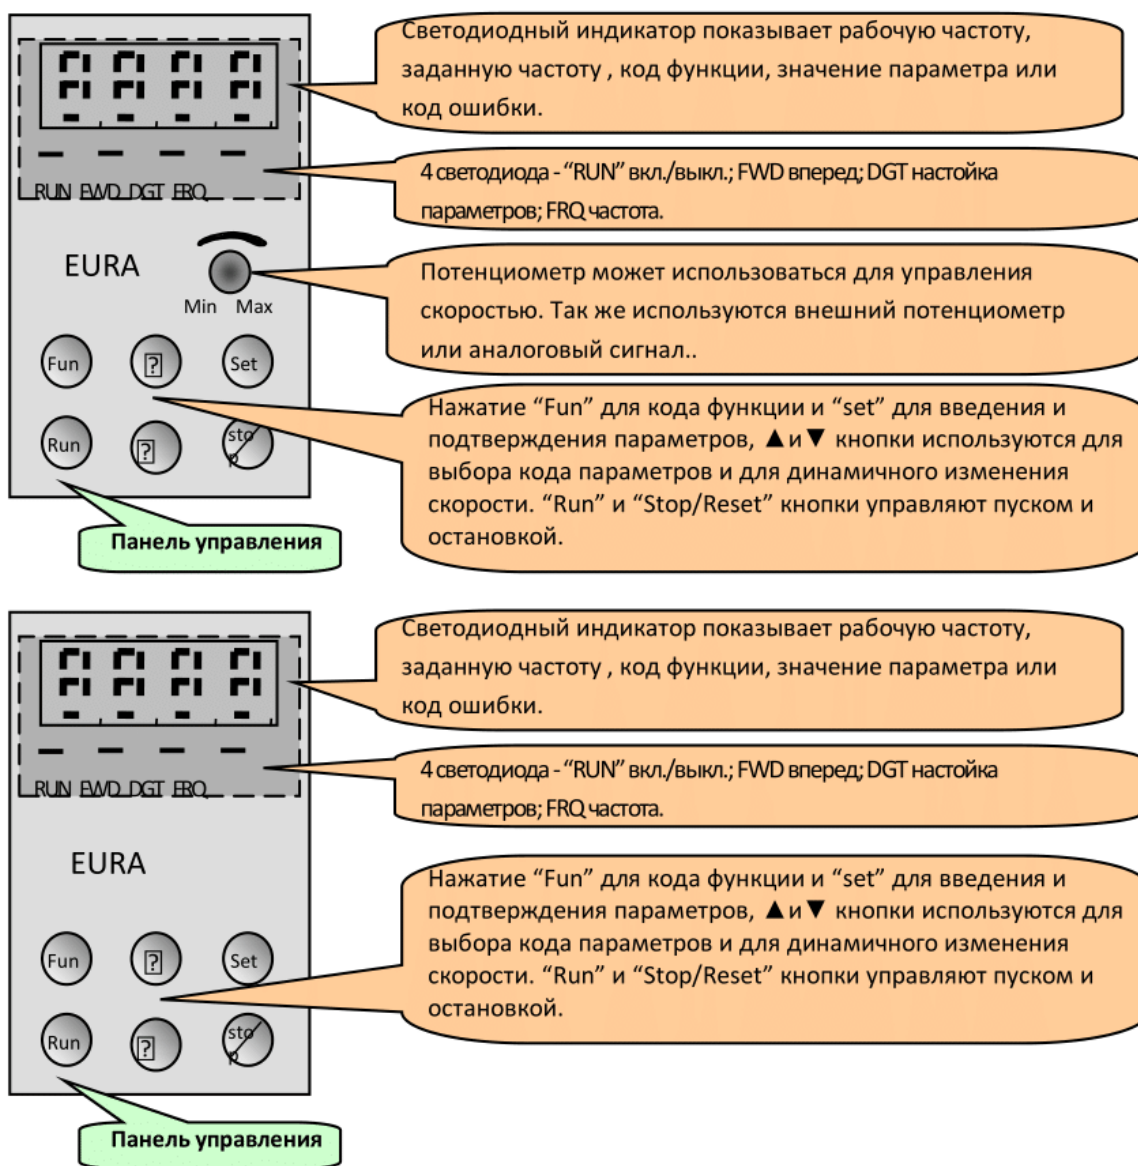 Светодиодный индикатор показывает рабочую частоту,
заданную частоту , код функции, значение параметра или
код ошибки.
4 светодиода - “RUN” вкл./выкл.; FWD вперед; DGT настойка
параметров; FRQ частота.
RUN FWD DGT FRQ
EURA
Min Max
Потенциометр может использоваться для управления
скоростью. Так же используются внешний потенциометр
или аналоговый сигнал..
Fun ? Set
Run ? stop
Нажатие “Fun” для кода функции и “set” для введения и
подтверждения параметров, ▲и▼ кнопки используются для
выбора кода параметров и для динамичного изменения
скорости. “Run” и “Stop/Reset” кнопки управляют пуском и
остановкой.
Панель управления
Светодиодный индикатор показывает рабочую частоту,
заданную частоту , код функции, значение параметра или
код ошибки.
4 светодиода - “RUN” вкл./выкл.; FWD вперед; DGT настойка
параметров; FRQ частота.
RUN FWD DGT FRQ
EURA
Нажатие “Fun” для кода функции и “set” для введения и
подтверждения параметров, ▲и▼ кнопки используются для
выбора кода параметров и для динамичного изменения
скорости. “Run” и “Stop/Reset” кнопки управляют пуском и
остановкой.
Fun ? Set
Run ? stop
Панель управления